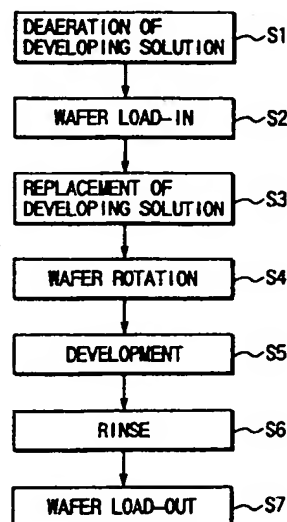 DEAERATION OF
DEVELOPING SOLUTION
S1
WAFER LOAD-IN
S2
REPLACEMENT OF
DEVELOPING SOLUTION
S3
WAFER ROTATION
S4
DEVELOPMENT
S5
RINSE
S6
WAFER LOAD-OUT
S7